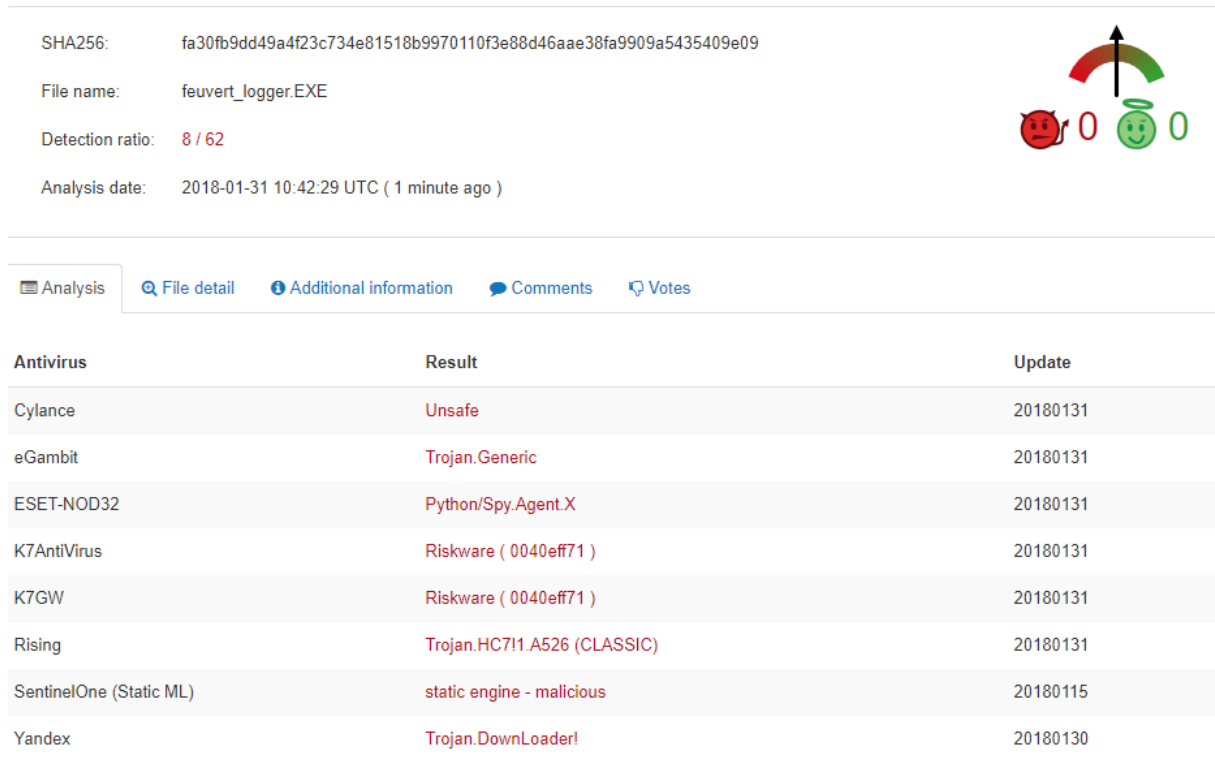 SHA256: fa30fb9dd49a4f23c734e81518b9970110f3e88d46aae38fa9909a5435409e09
File name: feuvert_logger.EXE
Detection ratio: 8 / 62
Analysis date: 2018-01-31 10:42:29 UTC ( 1 minute ago )
0 0
Analysis File detail Additional information Comments Votes
Antivirus Result Update
Cylance Unsafe 20180131
eGambit Trojan.Generic 20180131
ESET-NOD32 Python/Spy.Agent.X 20180131
K7AntiVirus Riskware ( 0040eff71 ) 20180131
K7GW Riskware ( 0040eff71 ) 20180131
Rising Trojan.HC7!1.A526 (CLASSIC) 20180131
SentinelOne (Static ML) static engine - malicious 20180115
Yandex Trojan.DownLoader! 20180130